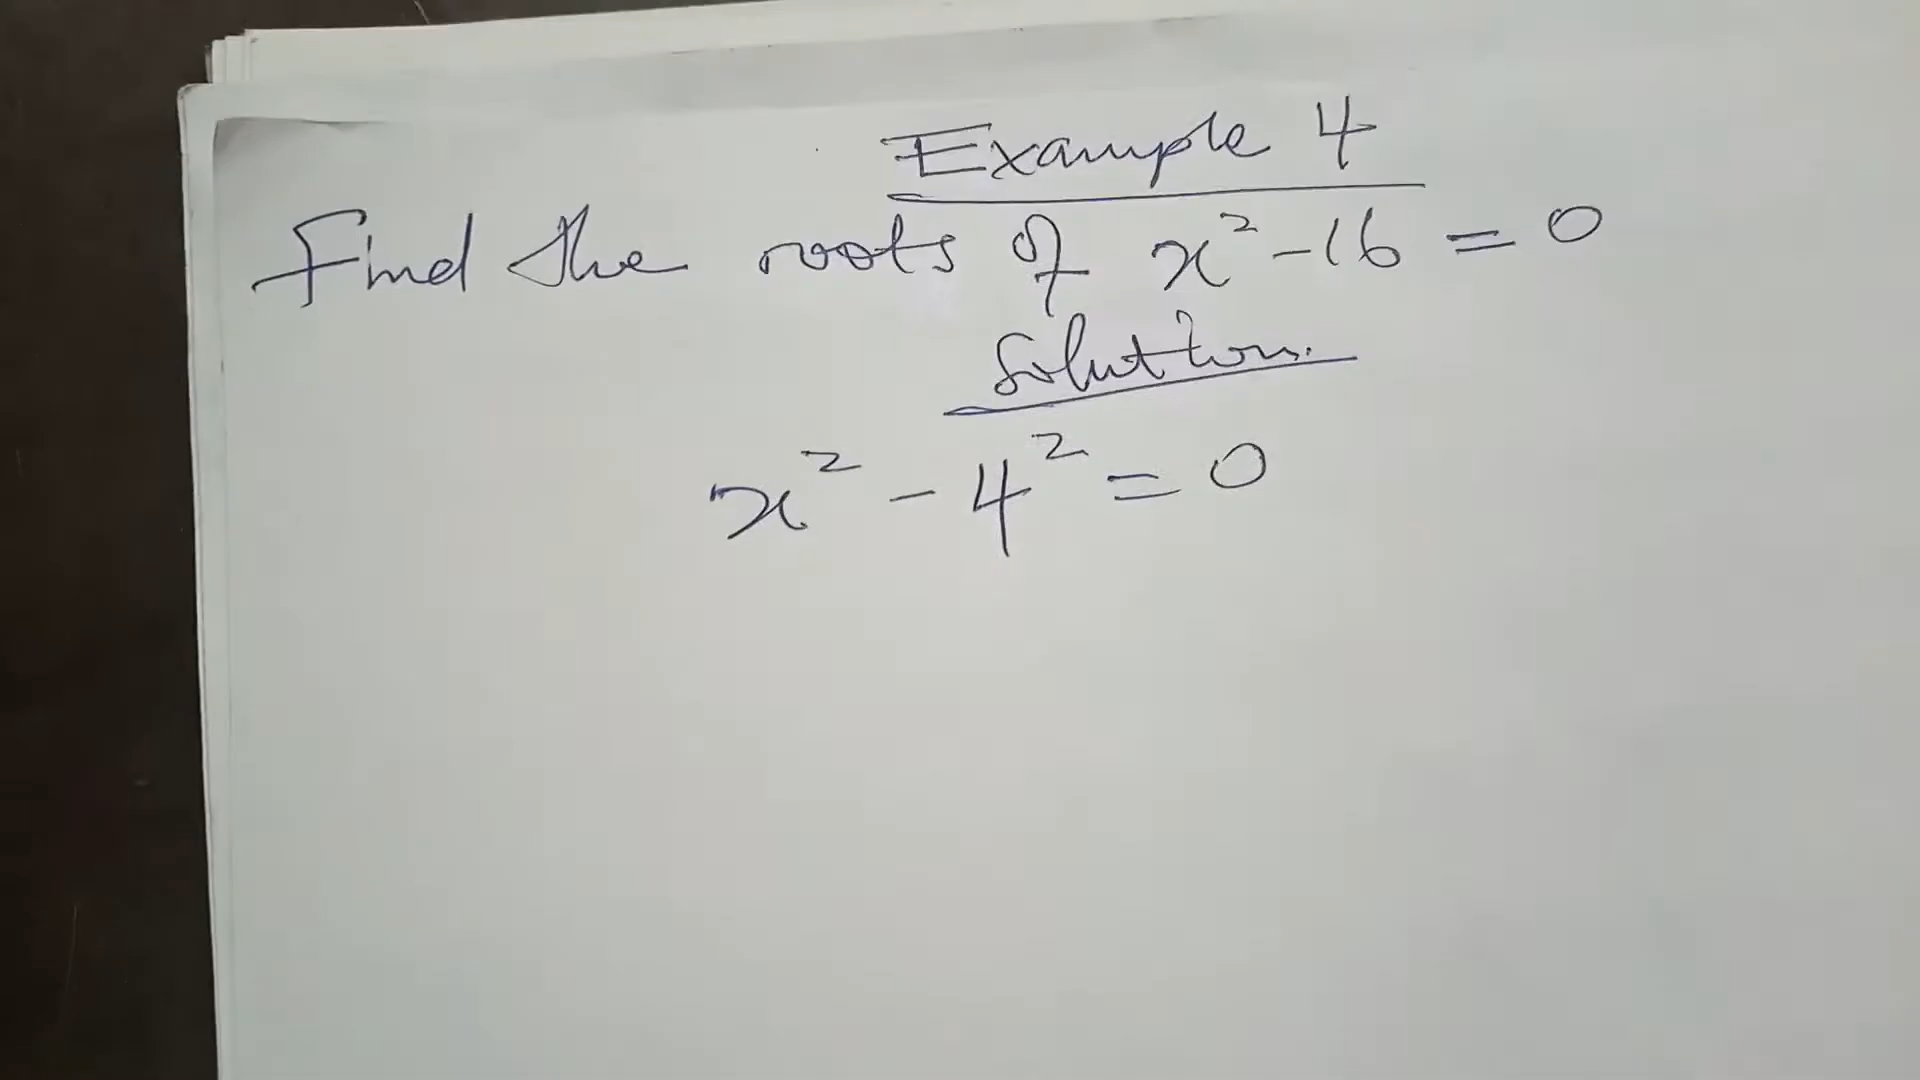 Example 4
Find the roots of x² - 16 = 0
Solution.
x² - 4² = 0